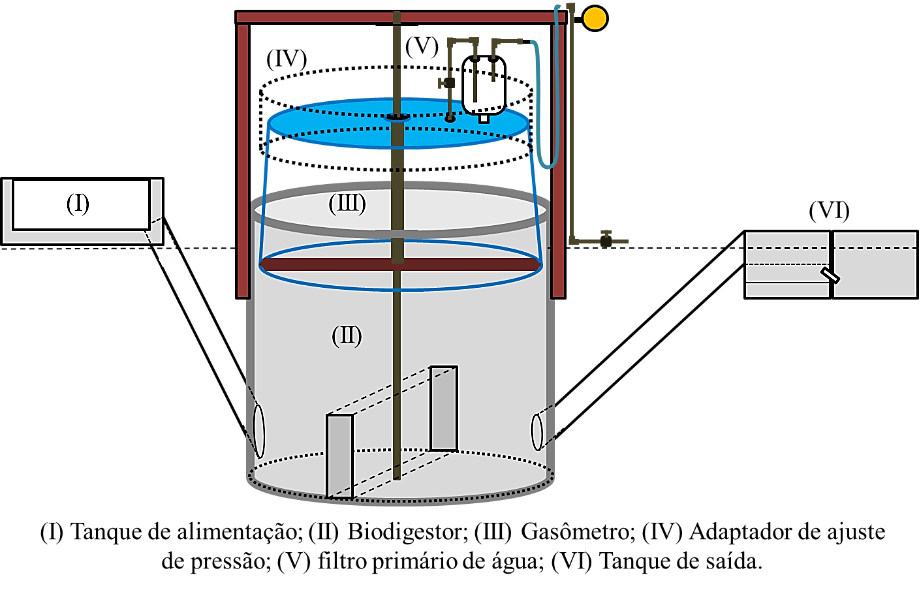 (IV)
(V)
(I)
(III)
(VI)
(II)
(I) Tanque de alimentação; (II) Biodigestor; (III) Gasômetro; (IV) Adaptador de ajuste
de pressão; (V) filtro primário de água; (VI) Tanque de saída.